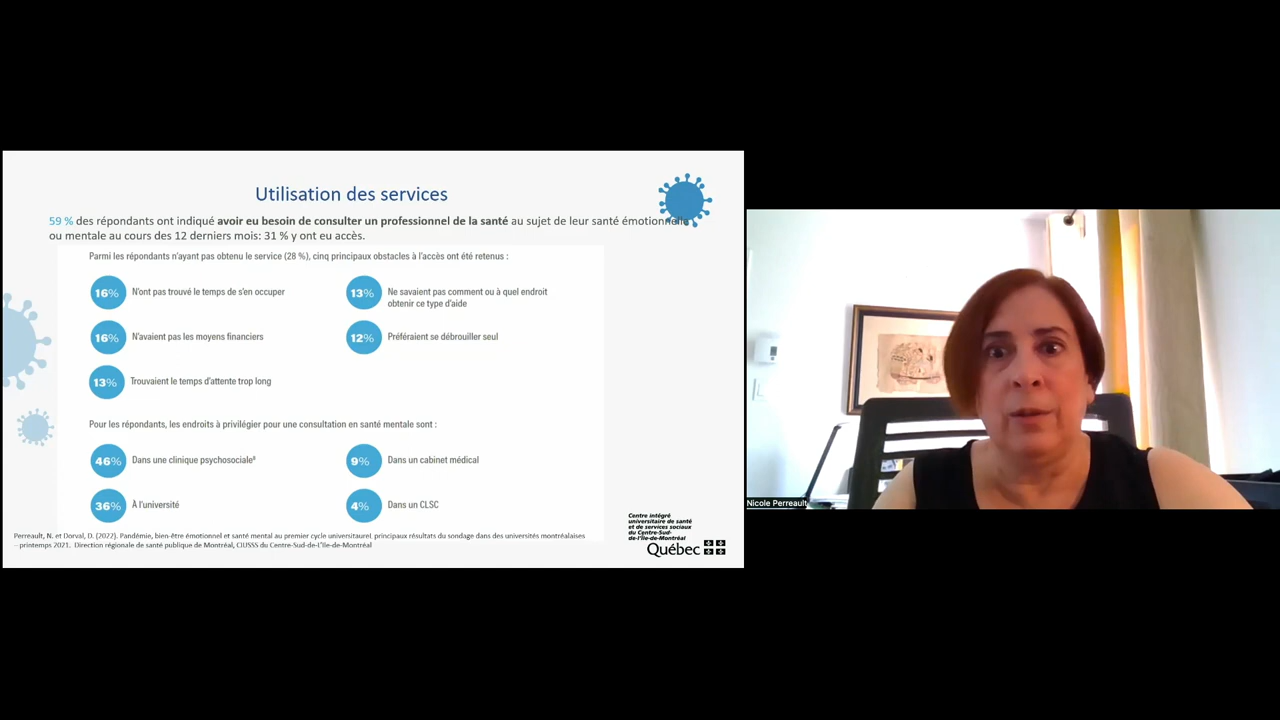 Utilisation des services
59 % des répondants ont indiqué avoir eu besoin de consulter un professionnel de la santé au sujet de leur santé émotionnelle
ou mentale au cours des 12 derniers mois: 31 % y ont eu accès.
Parmi les répondants n'ayant pas obtenu le service (28 %), cinq principaux obstacles à l'accès ont été retenus :
16% N'ont pas trouvé le temps de s'en occuper
13% Ne savaient pas comment ou à quel endroit
obtenir ce type d'aide
16% N'avaient pas les moyens financiers
12% Préféraient se débrouiller seul
13% Trouvaient le temps d'attente trop long
Pour les répondants, les endroits à privilégier pour une consultation en santé mentale sont :
46% Dans une clinique psychosociale⁸
9% Dans un cabinet médical
36% À l'université
4% Dans un CLSC
Perreault, N. et Dorval, D. (2022). Pandémie, bien-être émotionnel et santé mental au premier cycle universitaurel principaux résultats du sondage dans des universités montréalaises
– printemps 2021. Direction régionale de santé publique de Montréal, CIUSSS du Centre-Sud-de-L'Île-de-Montréal
Centre intégré
universitaire de santé
et de services sociaux
du Centre-Sud-
de-l'Île-de-Montréal
Québec
Nicole Perreault